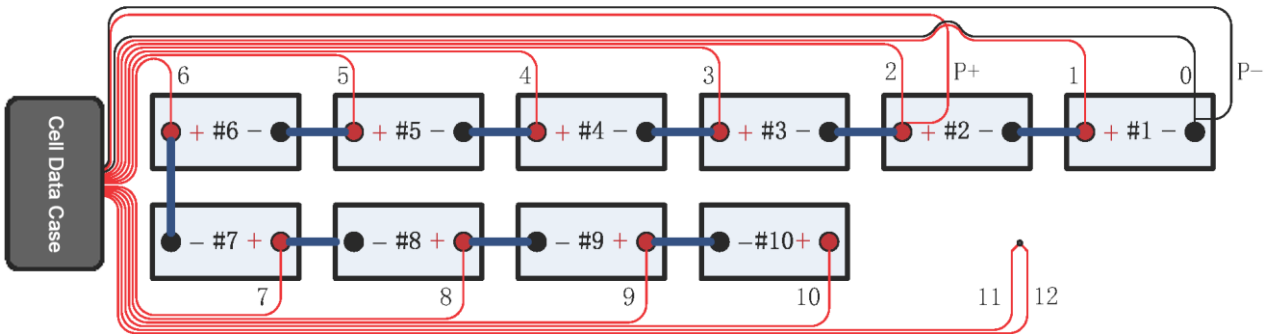 6 5 4 3 2 P+ 1 0 P-
Cell Data Case
+ #6 - + #5 - + #4 - + #3 - + #2 - + #1 -
- #7 + - #8 + - #9 + -#10+
7 8 9 10 11 12